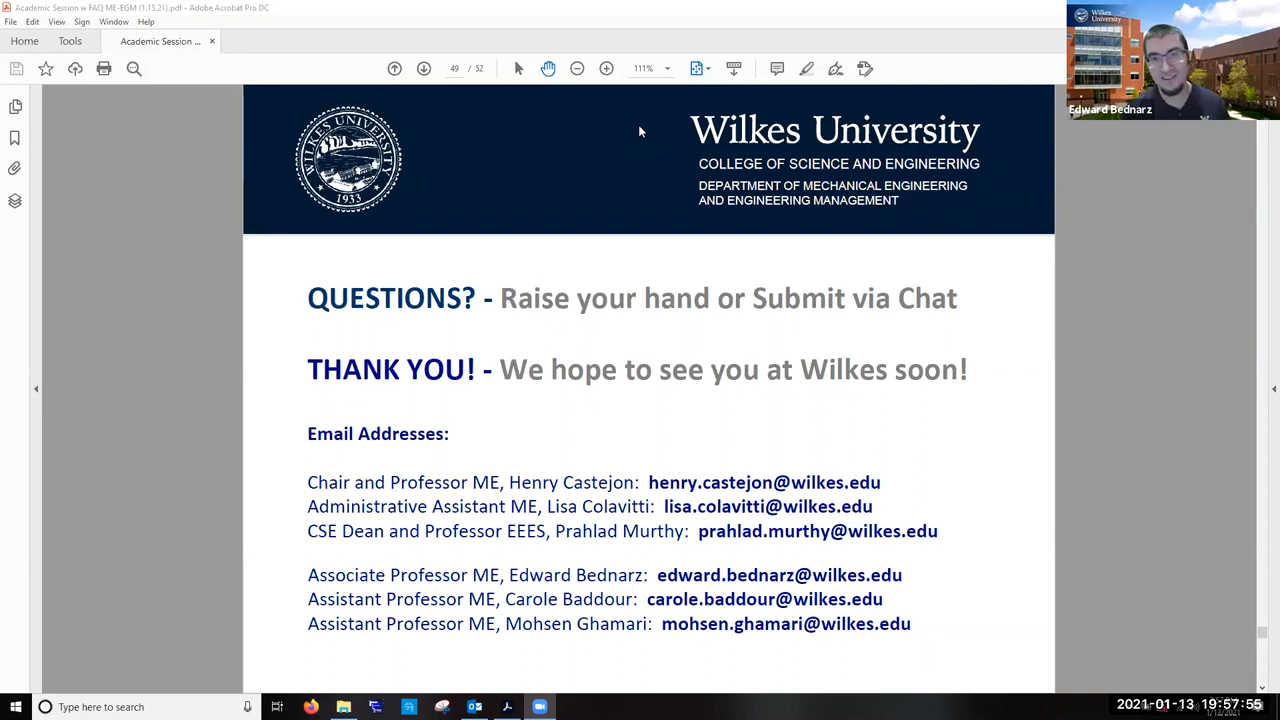 Academic Session w FAQ ME-EGM (1.13.21).pdf - Adobe Acrobat Pro DC
File Edit View Sign Window Help
Home Tools Academic Session ... ×
49 / 52 111%
Wilkes University
Edward Bednarz
WILKES UNIVERSITY
1933
Wilkes University
COLLEGE OF SCIENCE AND ENGINEERING
DEPARTMENT OF MECHANICAL ENGINEERING
AND ENGINEERING MANAGEMENT
QUESTIONS? - Raise your hand or Submit via Chat
THANK YOU! - We hope to see you at Wilkes soon!
Email Addresses:
Chair and Professor ME, Henry Castejon: henry.castejon@wilkes.edu
Administrative Assistant ME, Lisa Colavitti: lisa.colavitti@wilkes.edu
CSE Dean and Professor EEES, Prahlad Murthy: prahlad.murthy@wilkes.edu
Associate Professor ME, Edward Bednarz: edward.bednarz@wilkes.edu
Assistant Professor ME, Carole Baddour: carole.baddour@wilkes.edu
Assistant Professor ME, Mohsen Ghamari: mohsen.ghamari@wilkes.edu
Type here to search
2021-01-13 19:57:55